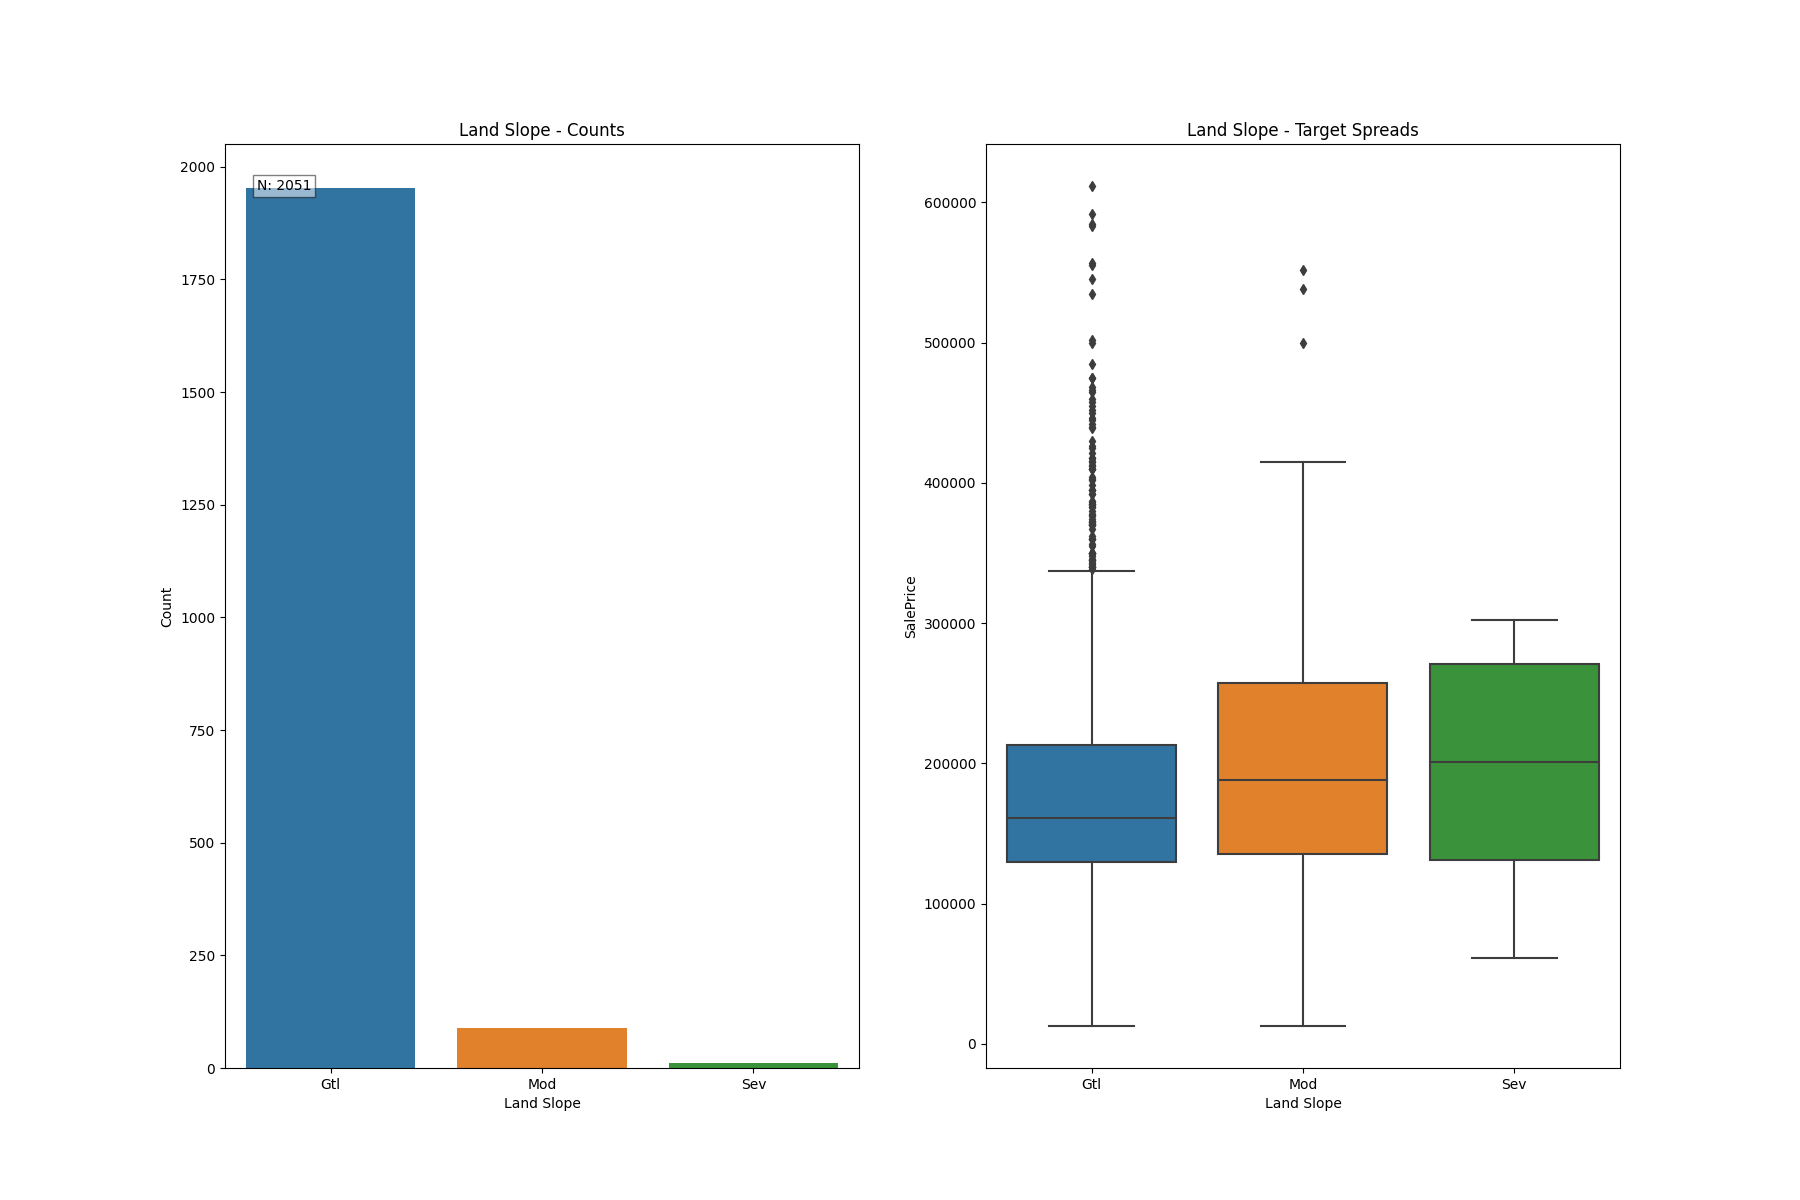 Land Slope - Counts
2000
1750
1500
1250
1000
750
500
250
0
Count
N: 2051
Gtl
Mod
Sev
Land Slope
Land Slope - Target Spreads
600000
500000
400000
300000
200000
100000
0
SalePrice
Gtl
Mod
Sev
Land Slope